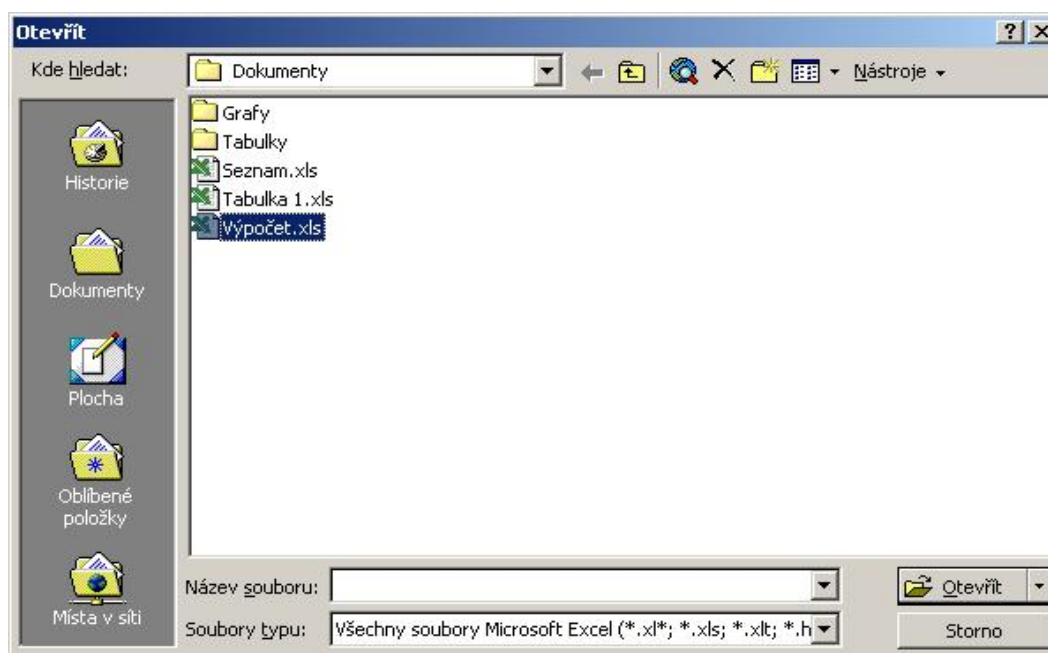 Otevřít
Kde hledat:
Dokumenty
Nástroje
Historie
Dokumenty
Plocha
Oblíbené
položky
Místa v síti
Grafy
Tabulky
Seznam.xls
Tabulka 1.xls
Výpočet.xls
Název souboru:
Otevřít
Soubory typu:
Všechny soubory Microsoft Excel (*.xl*; *.xls; *.xlt; *.h
Storno